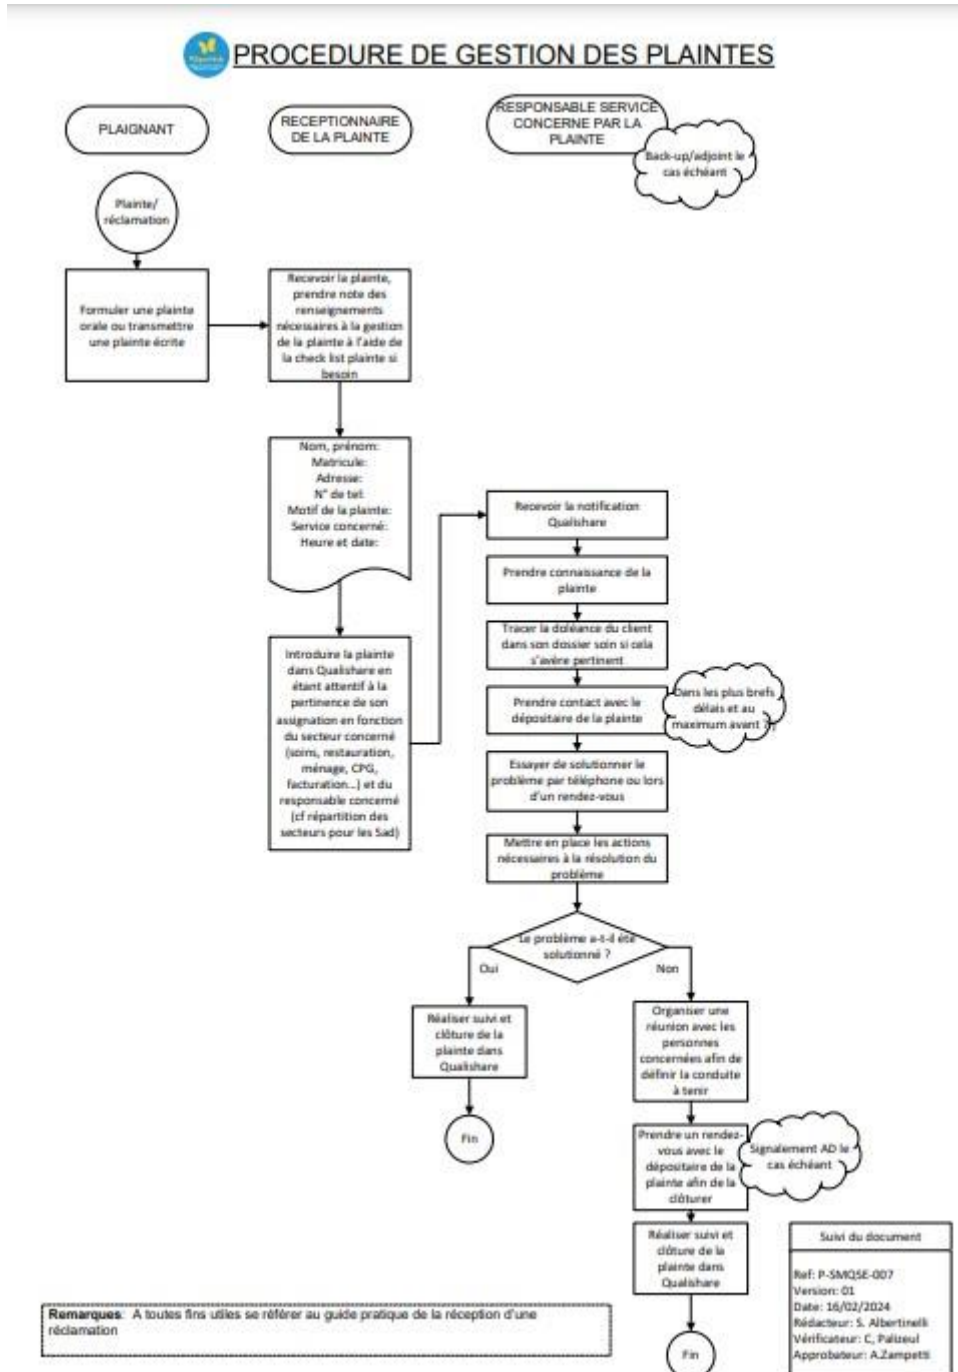 PROCEDURE DE GESTION DES PLAINTES
PLAIGNANT
RECEPTIONNAIRE
DE LA PLAINTE
RESPONSABLE SERVICE
CONCERNE PAR LA
PLAINTE
Back-up/adjoint le
cas échéant
Plainte/
réclamation
Formuler une plainte
orale ou transmettre
une plainte écrite
Recevoir la plainte,
prendre note des
renseignements
nécessaires à la gestion
de la plainte à l'aide de
la check list plainte si
besoin
Nom, prénom:
Matricule:
Adresse:
N° de tel:
Motif de la plainte:
Service concerné:
Heure et date:
Introduire la plainte
dans Qualishare en
étant attentif à la
pertinence de son
assignation en fonction
du secteur concerné
(soins, restauration,
ménage, CPG,
facturation...) et du
responsable concerné
(cf répartition des
secteurs pour les Sad)
Recevoir la notification
Qualishare
Prendre connaissance de la
plainte
Tracer la doléance du client
dans son dossier soin si cela
s'avère pertinent
Prendre contact avec le
dépositaire de la plainte
Dans les plus brefs
délais et au
maximum avant
Essayer de solutionner le
problème par téléphone ou lors
d'un rendez-vous
Mettre en place les actions
nécessaires à la résolution du
problème
Le problème a-t-il été
solutionné ?
Oui
Non
Réaliser suivi et
clôture de la
plainte dans
Qualishare
Fin
Organiser une
réunion avec les
personnes
concernées afin de
définir la conduite
à tenir
Prendre un rendez-
vous avec le
dépositaire de la
plainte afin de la
clôturer
Signalement AD le
cas échéant
Réaliser suivi et
clôture de la
plainte dans
Qualishare
Fin
Remarques: A toutes fins utiles se référer au guide pratique de la réception d'une
réclamation
Suivi du document
Ref: P-SMQSE-007
Version: 01
Date: 16/02/2024
Rédacteur: S. Albertinelli
Vérificateur: C, Palizeul
Approbateur: A.Zampetti